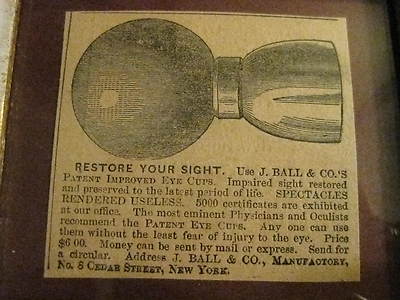 RESTORE YOUR SIGHT. Use J. BALL & CO.'S
PATENT IMPROVED EYE CUPS. Impaired sight restored
and preserved to the latest period of life. SPECTACLES
RENDERED USELESS. 5000 certificates are exhibited
at our office. The most eminent Physicians and Oculists
recommend the PATENT EYE CUPS. Any one can use
them without the least fear of injury to the eye. Price
$6 00. Money can be sent by mail or express. Send for
a circular. Address J. BALL & CO., MANUFACTORY,
No. 8 CEDAR STREET, NEW YORK.